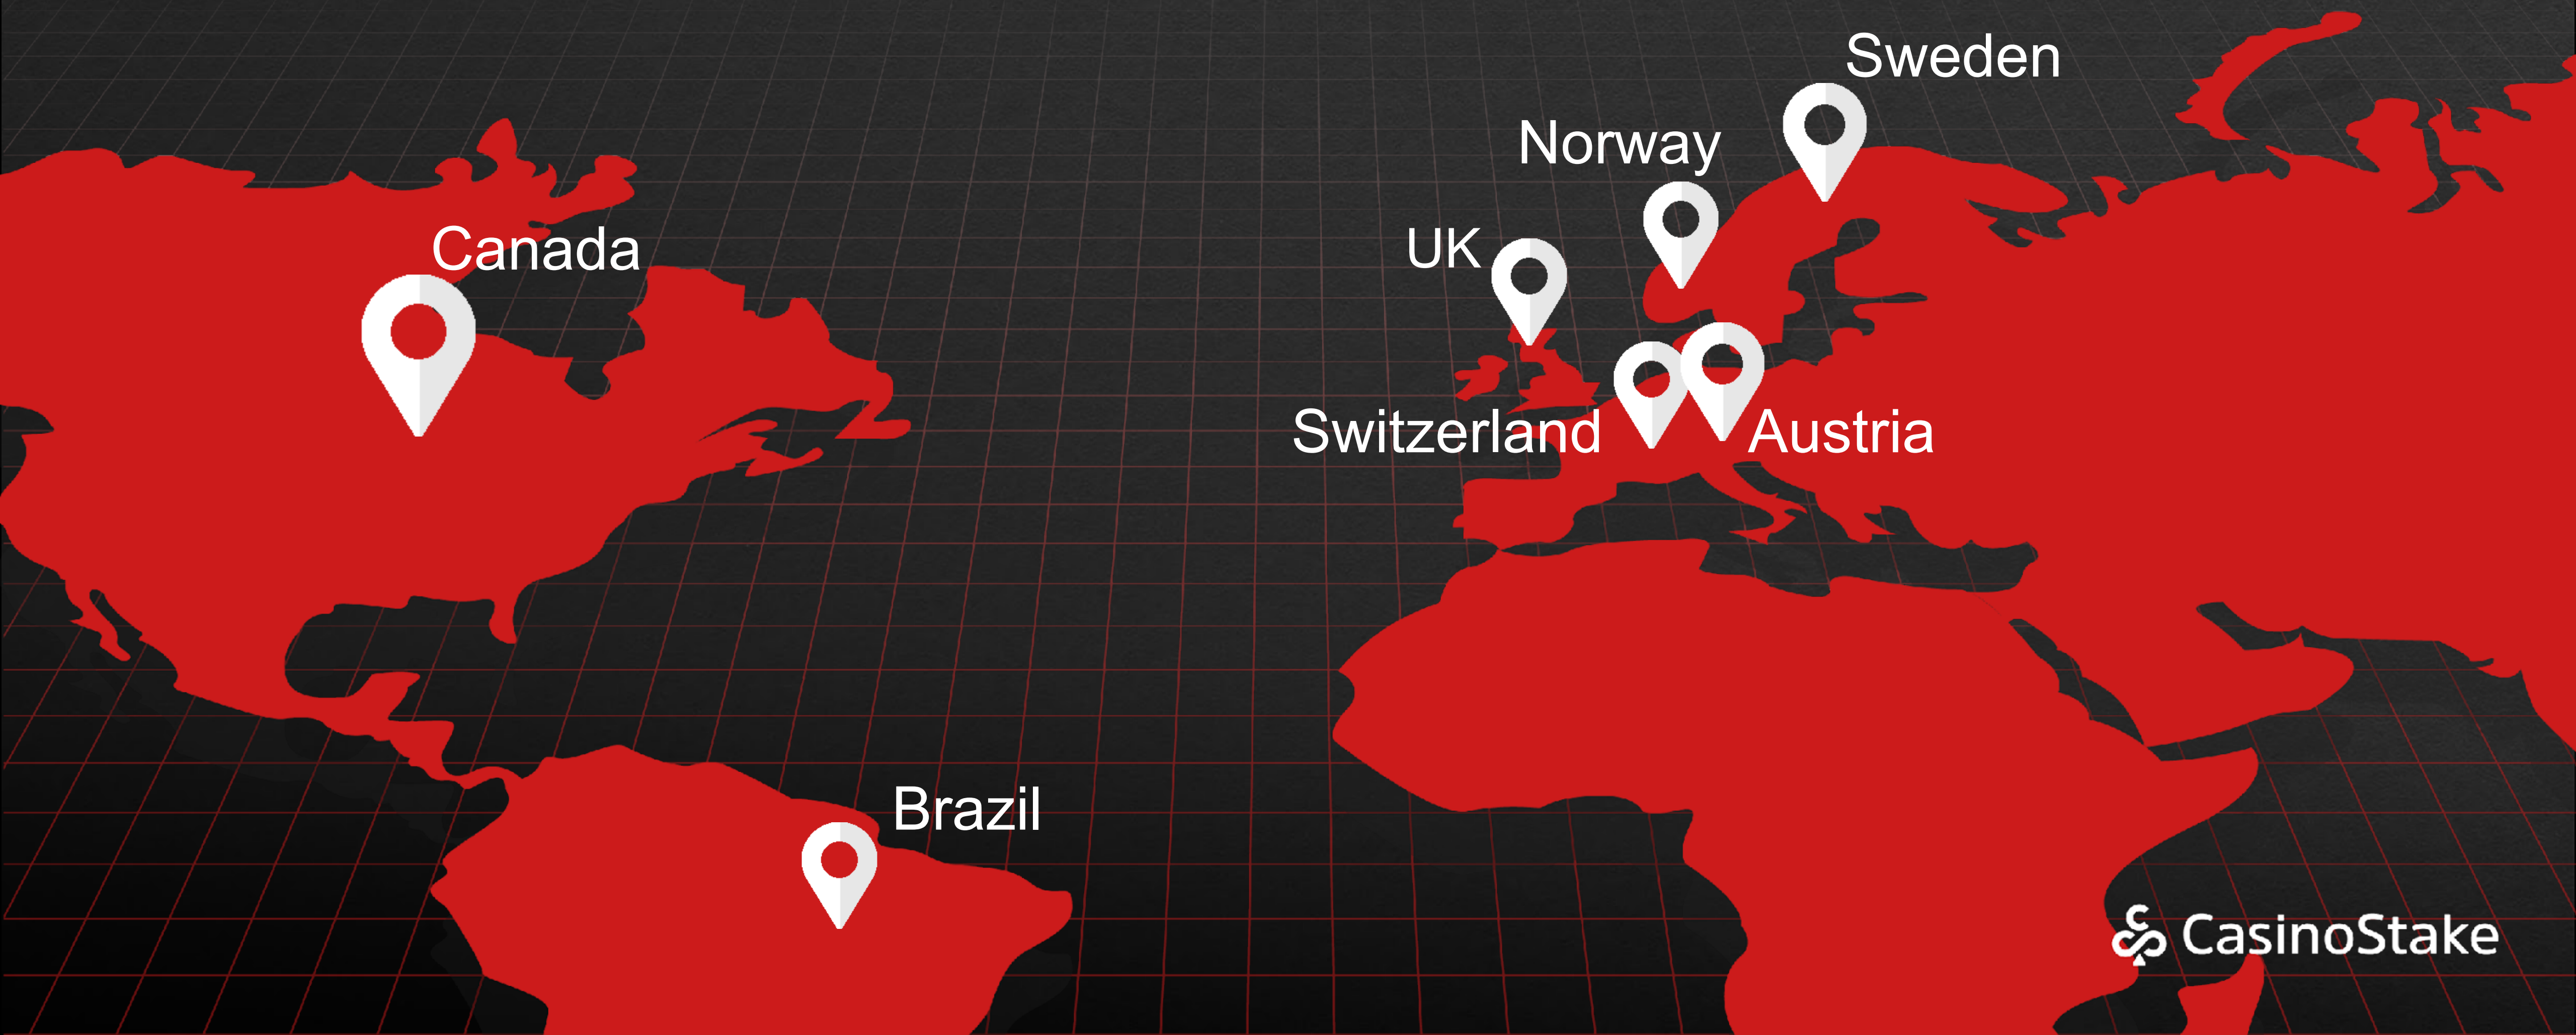 Sweden
Norway
UK
Canada
Switzerland
Austria
Brazil
CasinoStake